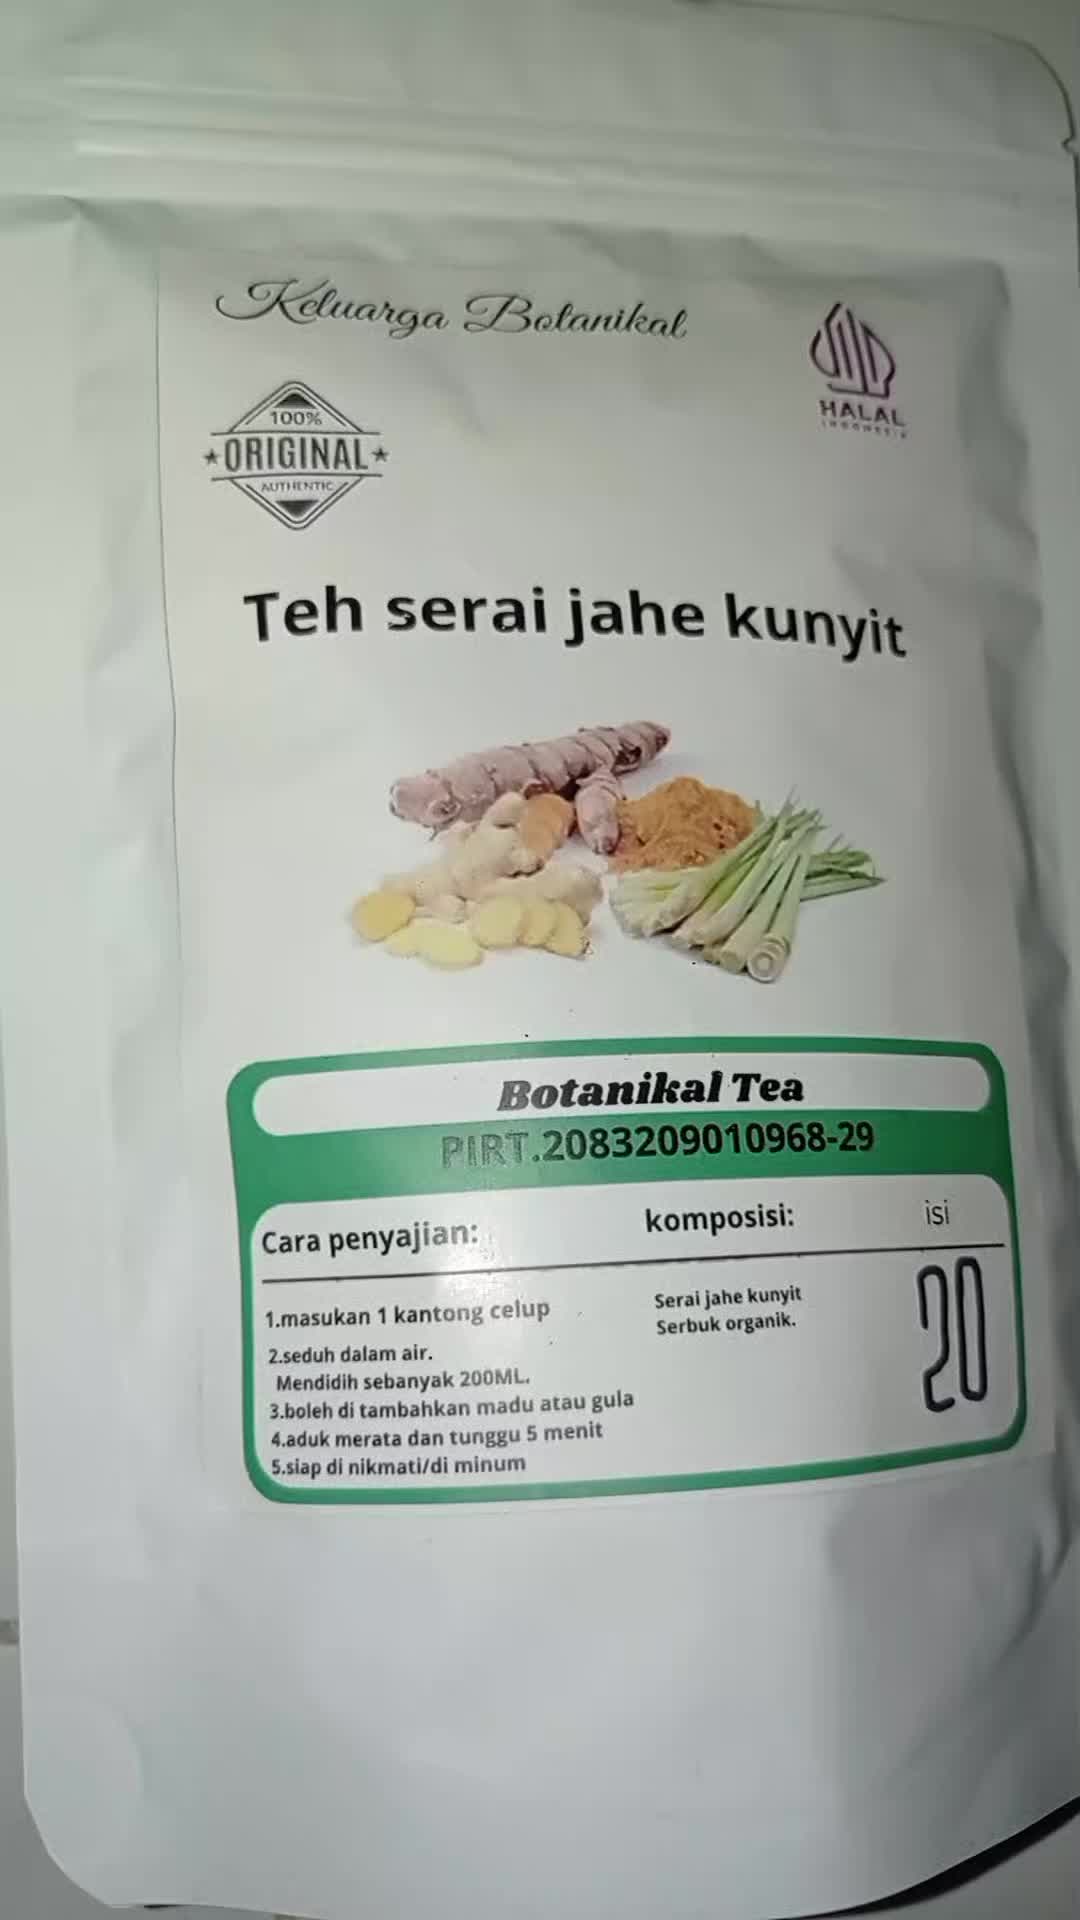 Keluarga Botanikal
HALAL
INDONESIA
100%
ORIGINAL
AUTHENTIC
Teh serai jahe kunyit
Botanikal Tea
PIRT.2083209010968-29
Cara penyajian:
1.masukan 1 kantong celup
2.seduh dalam air.
Mendidih sebanyak 200ML.
3.boleh di tambahkan madu atau gula
4.aduk merata dan tunggu 5 menit
5.siap di nikmati/di minum
komposisi:
Serai jahe kunyit
Serbuk organik.
isi
20